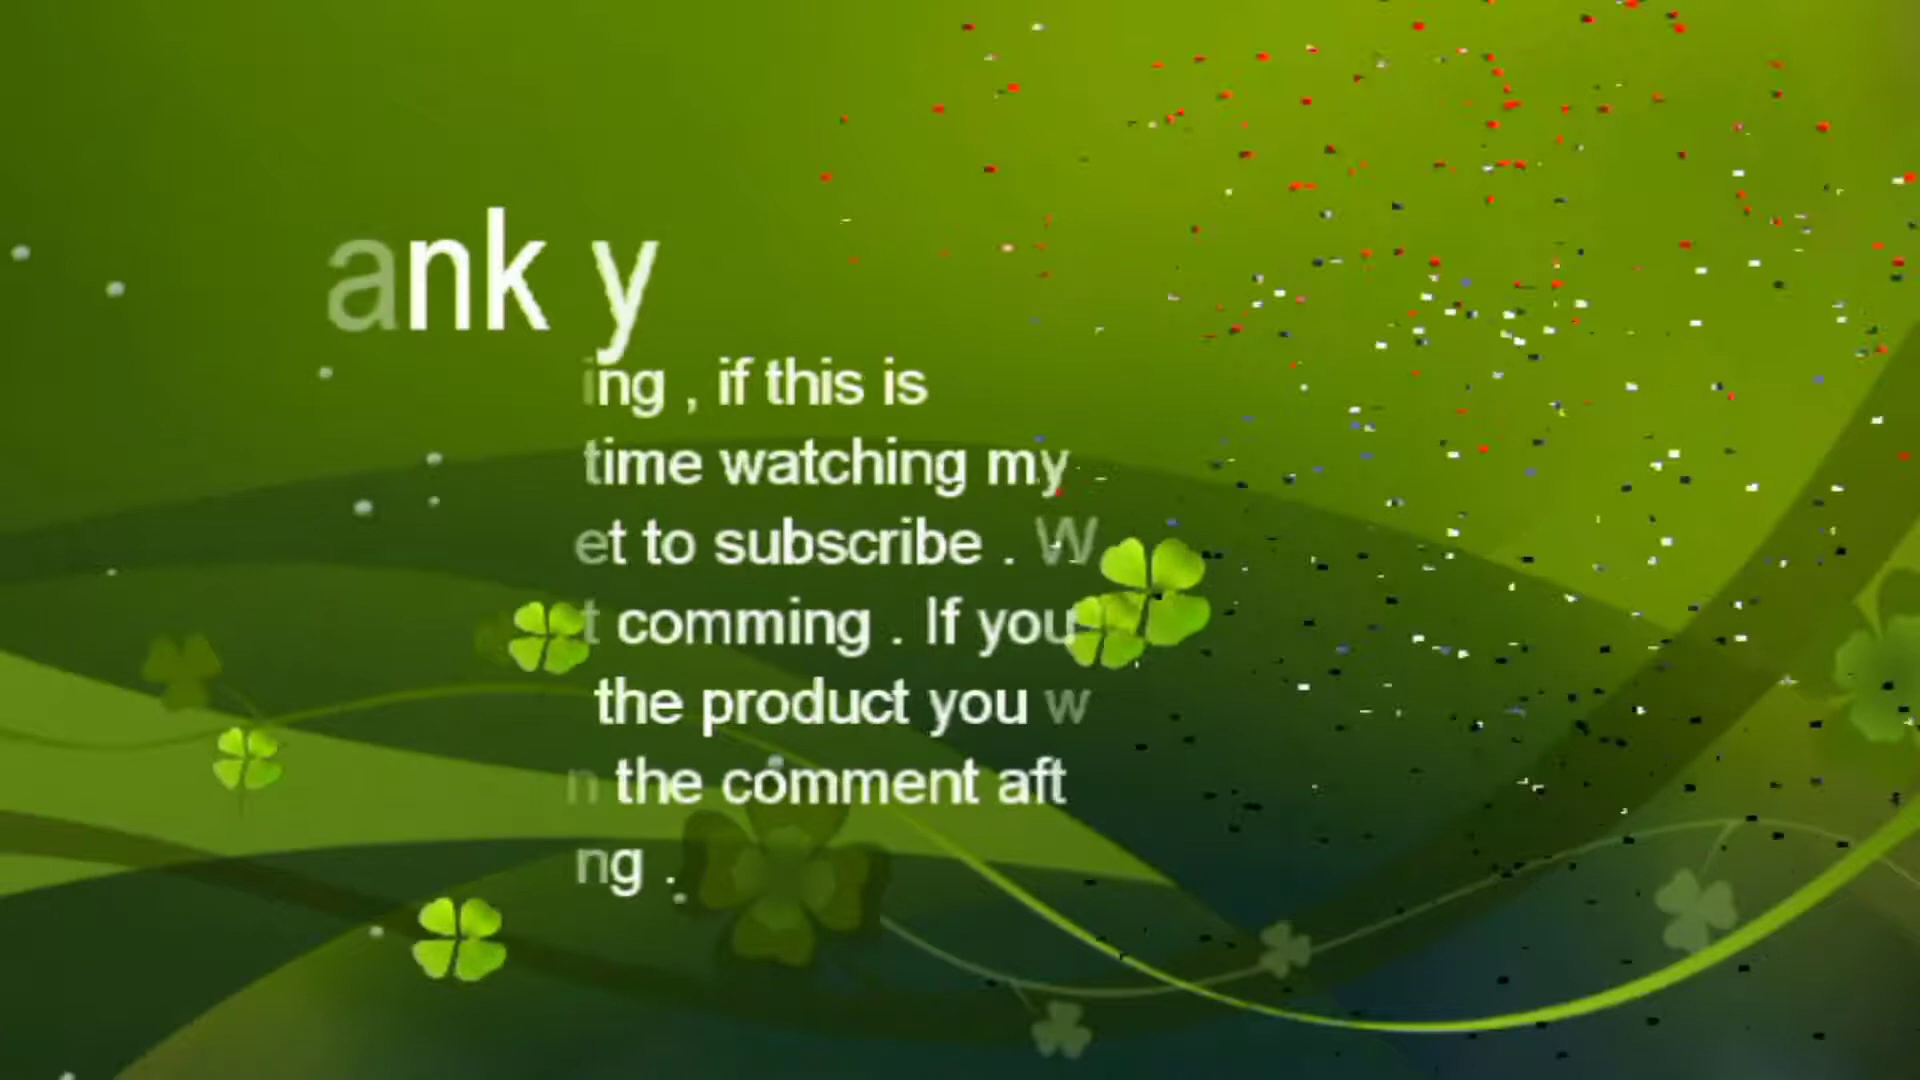 ank y
ing , if this is
time watching my
et to subscribe . W
t comming . If you
the product you w
n the comment aft
ng .